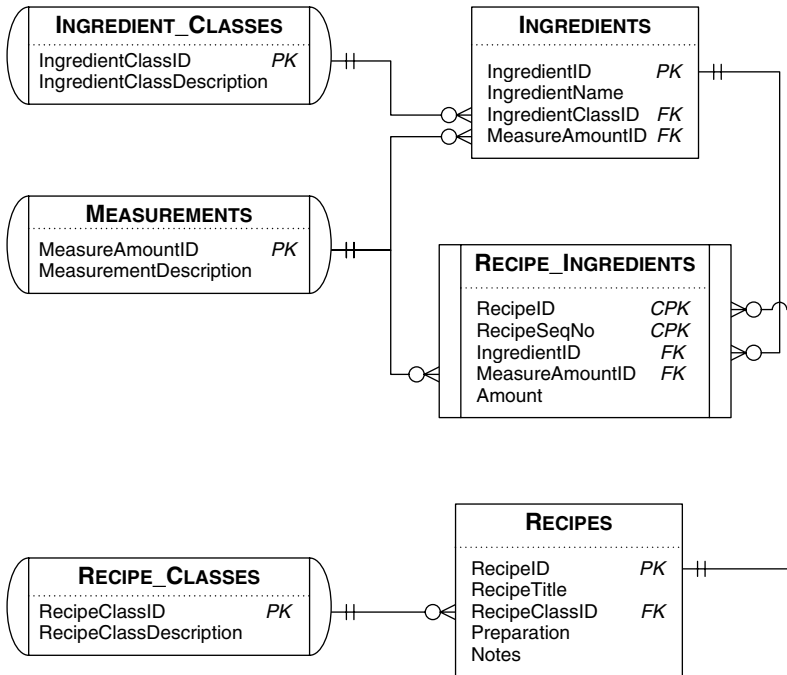 INGREDIENT_CLASSES
IngredientClassID PK
IngredientClassDescription
INGREDIENTS
IngredientID PK
IngredientName
IngredientClassID FK
MeasureAmountID FK
MEASUREMENTS
MeasureAmountID PK
MeasurementDescription
RECIPE_INGREDIENTS
RecipeID CPK
RecipeSeqNo CPK
IngredientID FK
MeasureAmountID FK
Amount
RECIPE_CLASSES
RecipeClassID PK
RecipeClassDescription
RECIPES
RecipeID PK
RecipeTitle
RecipeClassID FK
Preparation
Notes